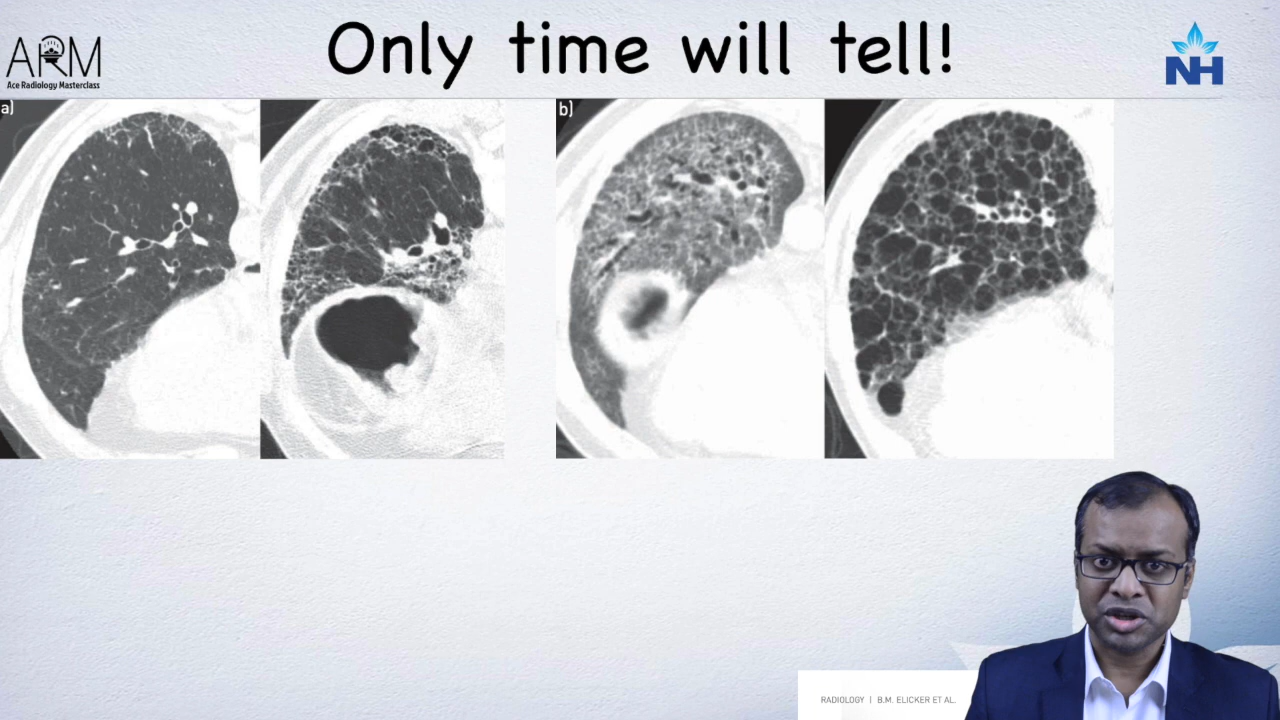 ARM
Ace Radiology Masterclass
Only time will tell!
NH
a)
b)
RADIOLOGY | B.M. ELICKER ET AL.